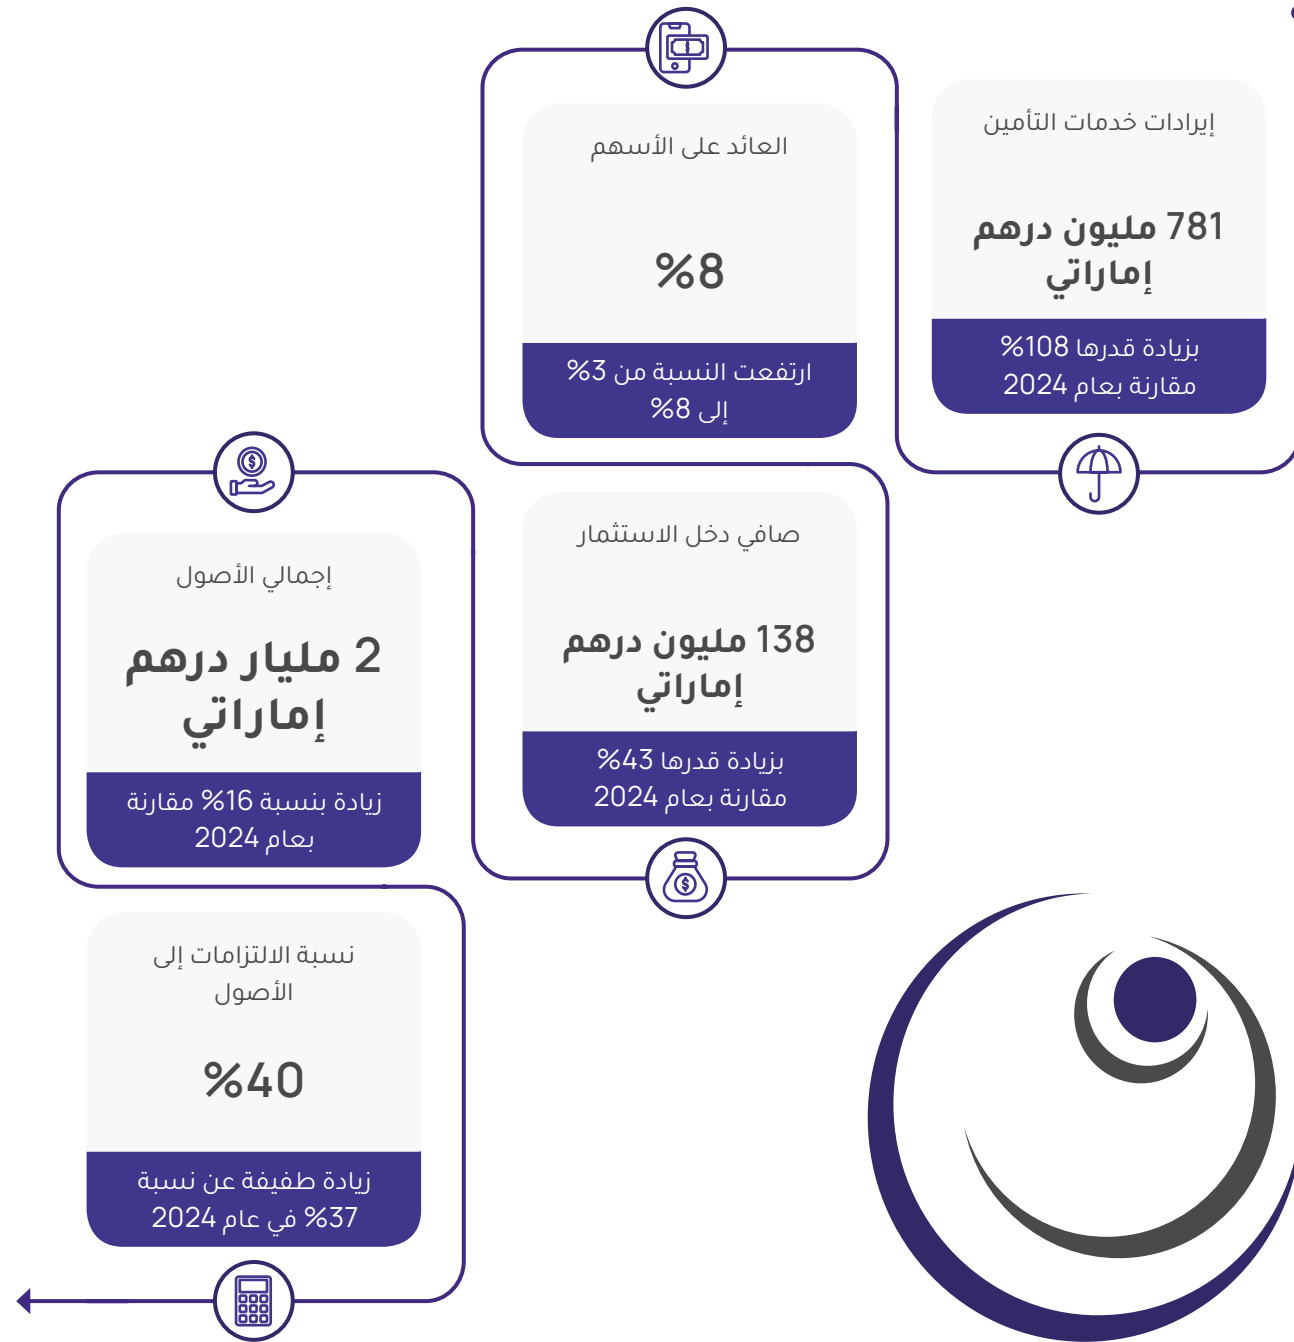 إيرادات خدمات التأمين
781 مليون درهم
إماراتي
بزيادة قدرها 108%
مقارنة بعام 2024
العائد على الأسهم
%8
ارتفعت النسبة من 3%
إلى 8%
صافي دخل الاستثمار
138 مليون درهم
إماراتي
بزيادة قدرها 43%
مقارنة بعام 2024
إجمالي الأصول
2 مليار درهم
إماراتي
زيادة بنسبة 16% مقارنة
بعام 2024
نسبة الالتزامات إلى
الأصول
%40
زيادة طفيفة عن نسبة
37% في عام 2024